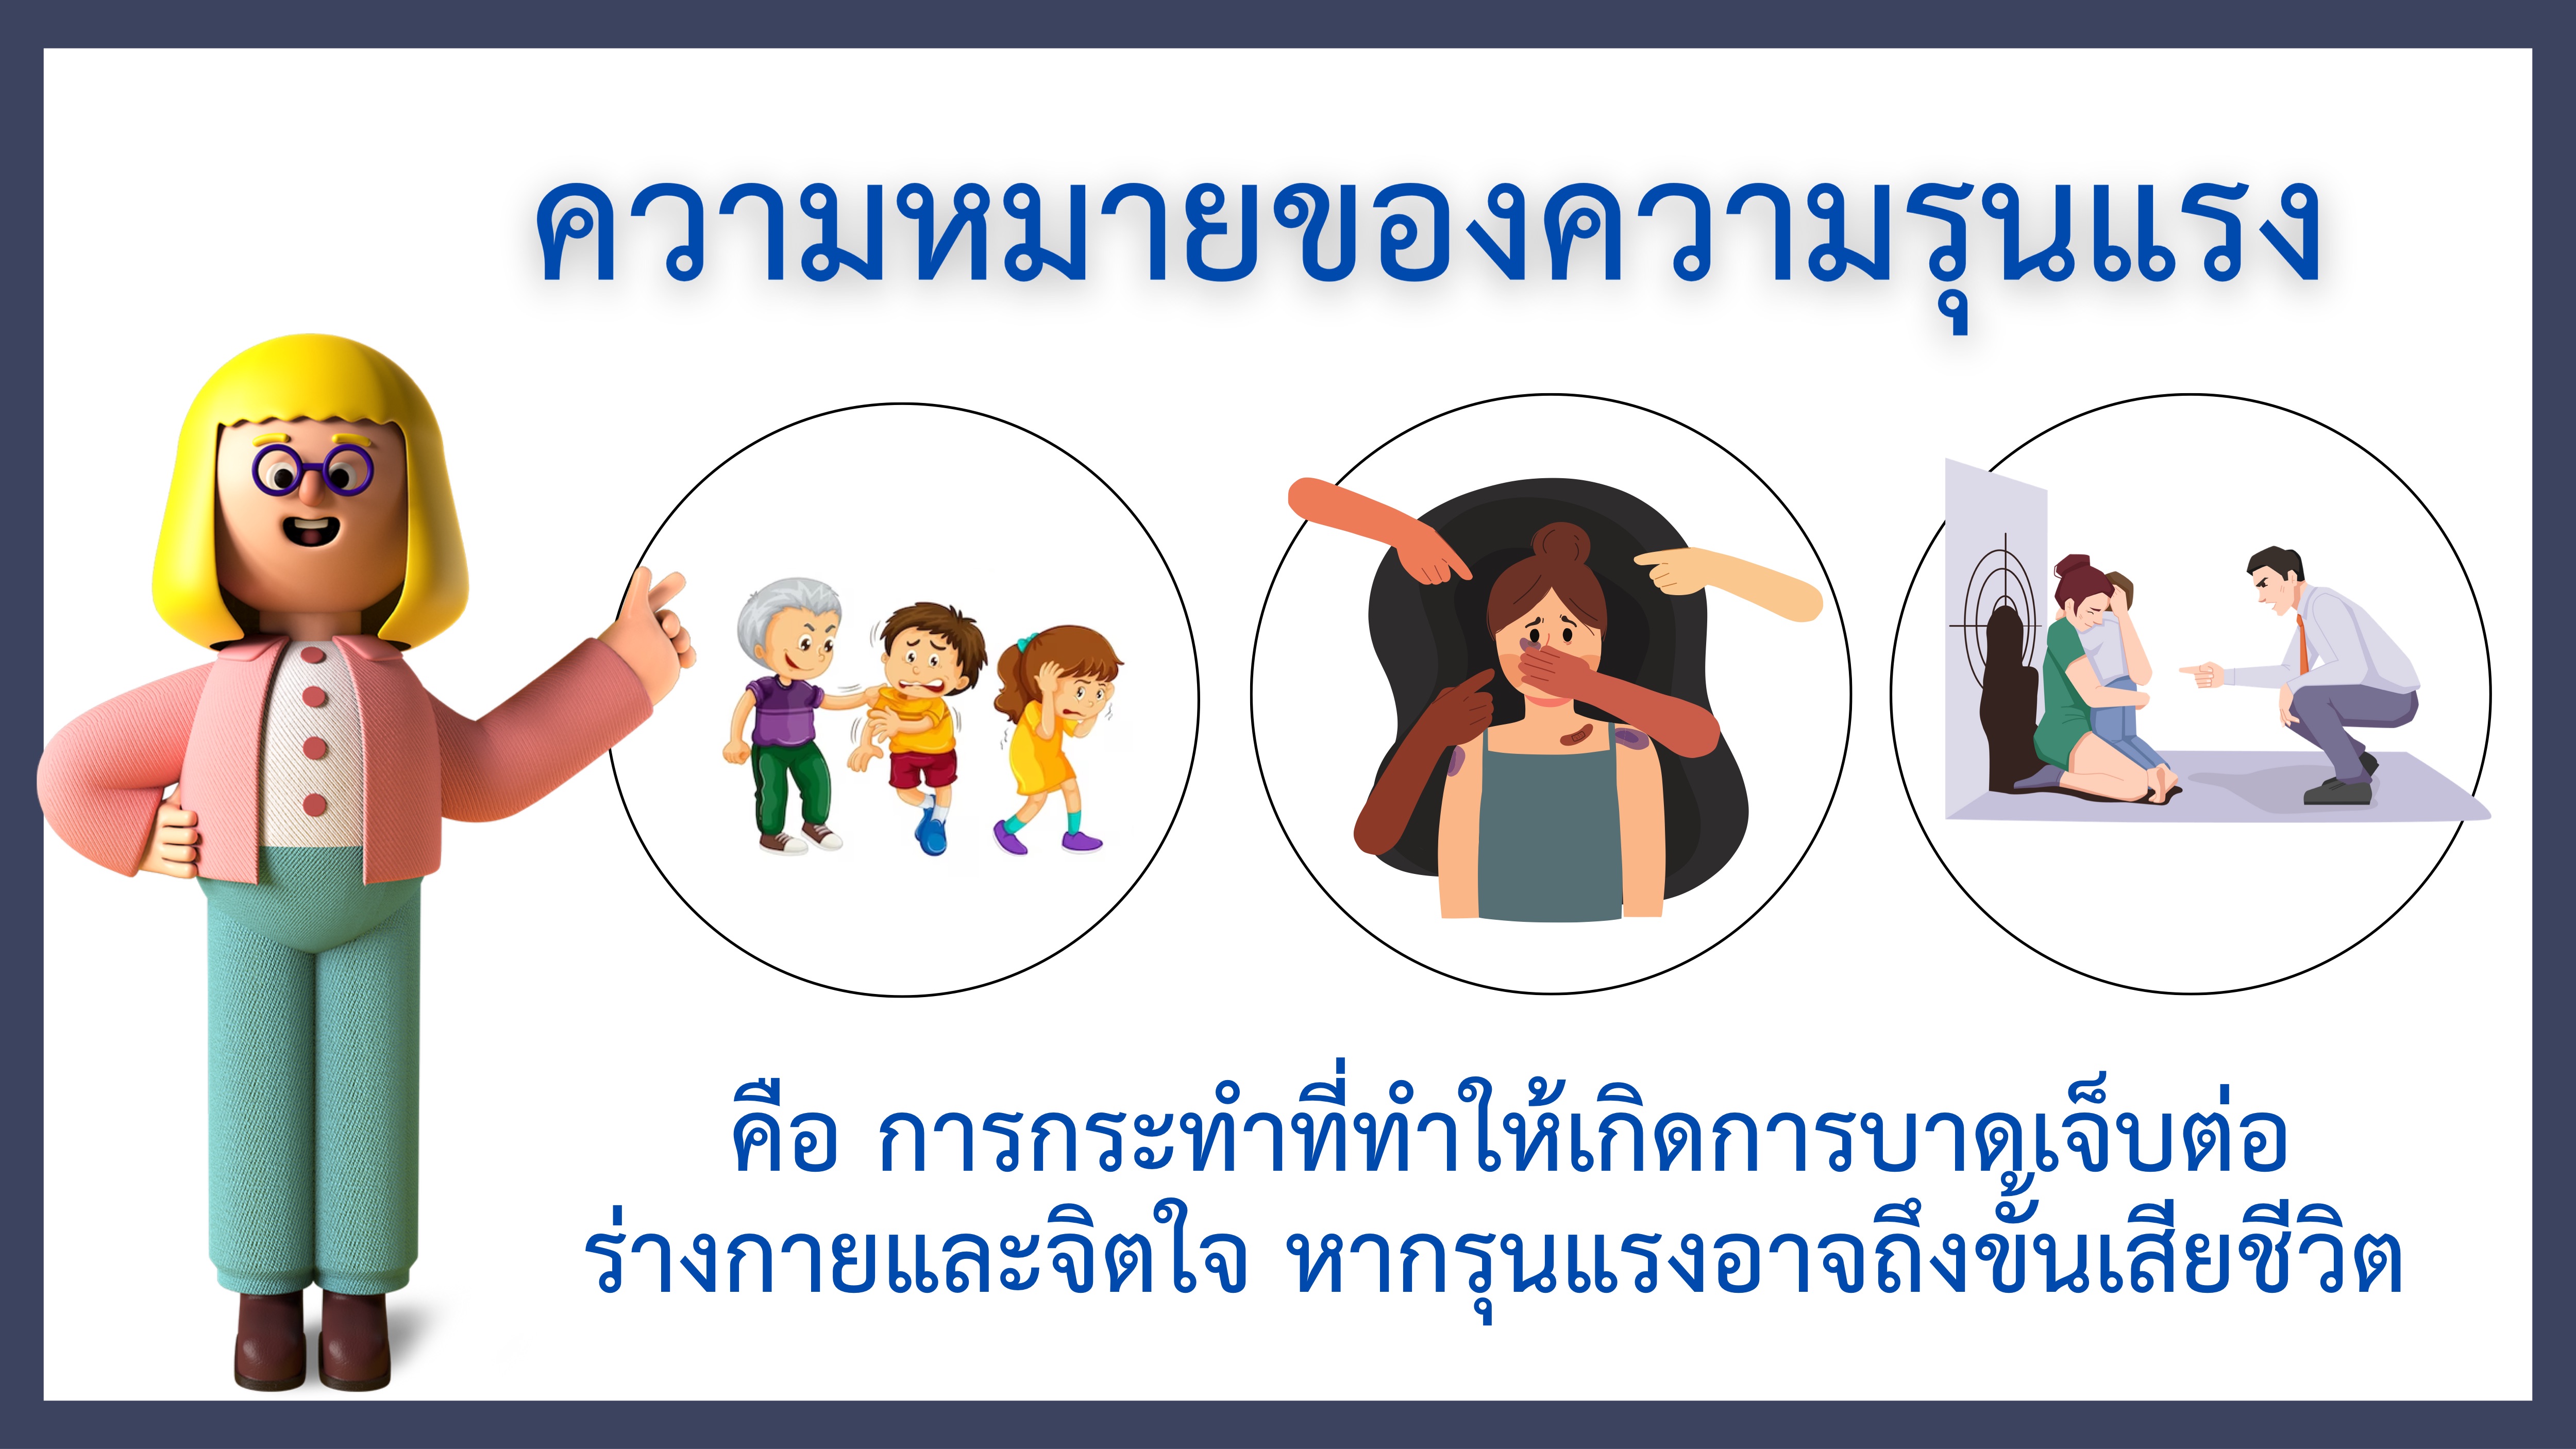 ความหมายของความรุนแรง
คือ การกระทำที่ทำให้เกิดการบาดเจ็บต่อ
ร่างกายและจิตใจ หากรุนแรงอาจถึงขั้นเสียชีวิต